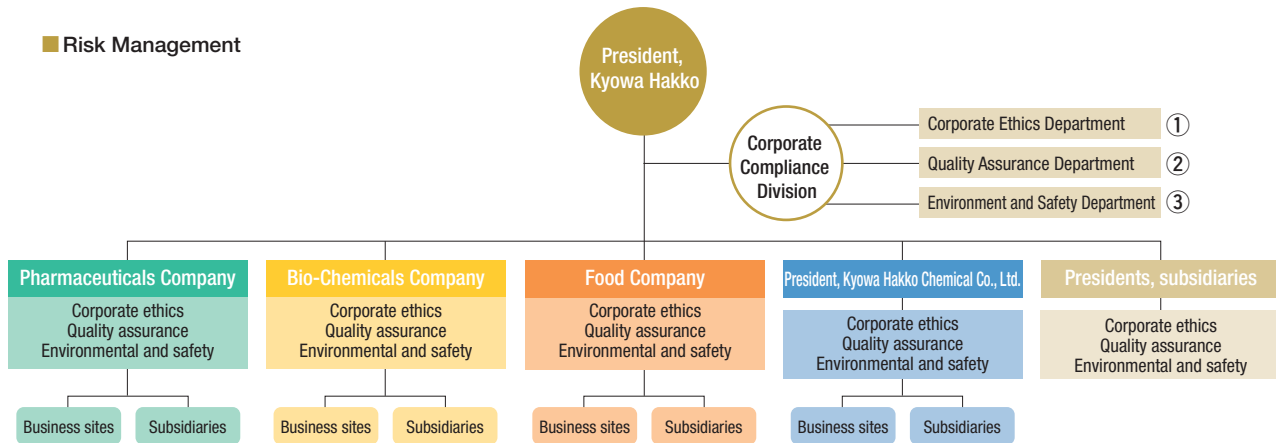 Risk Management
President,
Kyowa Hakko
Corporate
Compliance
Division
Corporate Ethics Department ①
Quality Assurance Department ②
Environment and Safety Department ③
Pharmaceuticals Company
Corporate ethics
Quality assurance
Environmental and safety
Business sites
Subsidiaries
Bio-Chemicals Company
Corporate ethics
Quality assurance
Environmental and safety
Business sites
Subsidiaries
Food Company
Corporate ethics
Quality assurance
Environmental and safety
Business sites
Subsidiaries
President, Kyowa Hakko Chemical Co., Ltd.
Corporate ethics
Quality assurance
Environmental and safety
Business sites
Subsidiaries
Presidents, subsidiaries
Corporate ethics
Quality assurance
Environmental and safety